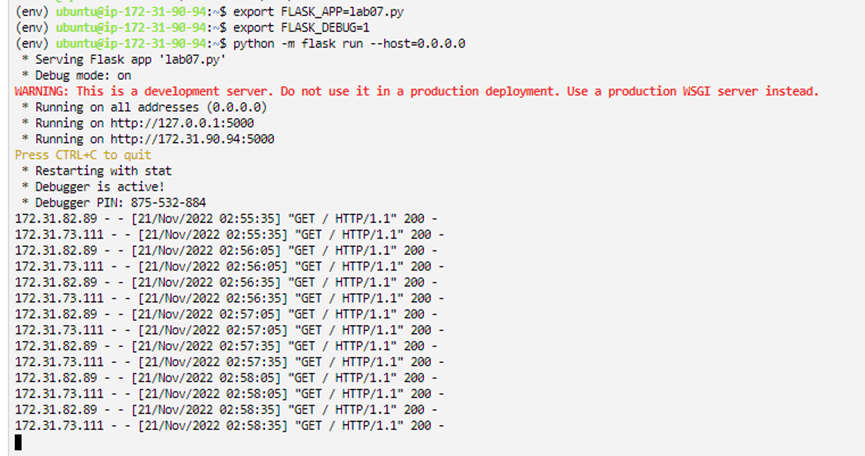 (env) ubuntu@ip-172-31-90-94:~$ export FLASK_APP=lab07.py
(env) ubuntu@ip-172-31-90-94:~$ export FLASK_DEBUG=1
(env) ubuntu@ip-172-31-90-94:~$ python -m flask run --host=0.0.0.0
 * Serving Flask app 'lab07.py'
 * Debug mode: on
WARNING: This is a development server. Do not use it in a production deployment. Use a production WSGI server instead.
 * Running on all addresses (0.0.0.0)
 * Running on http://127.0.0.1:5000
 * Running on http://172.31.90.94:5000
Press CTRL+C to quit
 * Restarting with stat
 * Debugger is active!
 * Debugger PIN: 875-532-884
172.31.82.89 - - [21/Nov/2022 02:55:35] "GET / HTTP/1.1" 200 -
172.31.73.111 - - [21/Nov/2022 02:55:35] "GET / HTTP/1.1" 200 -
172.31.82.89 - - [21/Nov/2022 02:56:05] "GET / HTTP/1.1" 200 -
172.31.73.111 - - [21/Nov/2022 02:56:05] "GET / HTTP/1.1" 200 -
172.31.82.89 - - [21/Nov/2022 02:56:35] "GET / HTTP/1.1" 200 -
172.31.73.111 - - [21/Nov/2022 02:56:35] "GET / HTTP/1.1" 200 -
172.31.82.89 - - [21/Nov/2022 02:57:05] "GET / HTTP/1.1" 200 -
172.31.73.111 - - [21/Nov/2022 02:57:05] "GET / HTTP/1.1" 200 -
172.31.82.89 - - [21/Nov/2022 02:57:35] "GET / HTTP/1.1" 200 -
172.31.73.111 - - [21/Nov/2022 02:57:35] "GET / HTTP/1.1" 200 -
172.31.82.89 - - [21/Nov/2022 02:58:05] "GET / HTTP/1.1" 200 -
172.31.73.111 - - [21/Nov/2022 02:58:05] "GET / HTTP/1.1" 200 -
172.31.82.89 - - [21/Nov/2022 02:58:35] "GET / HTTP/1.1" 200 -
172.31.73.111 - - [21/Nov/2022 02:58:35] "GET / HTTP/1.1" 200 -